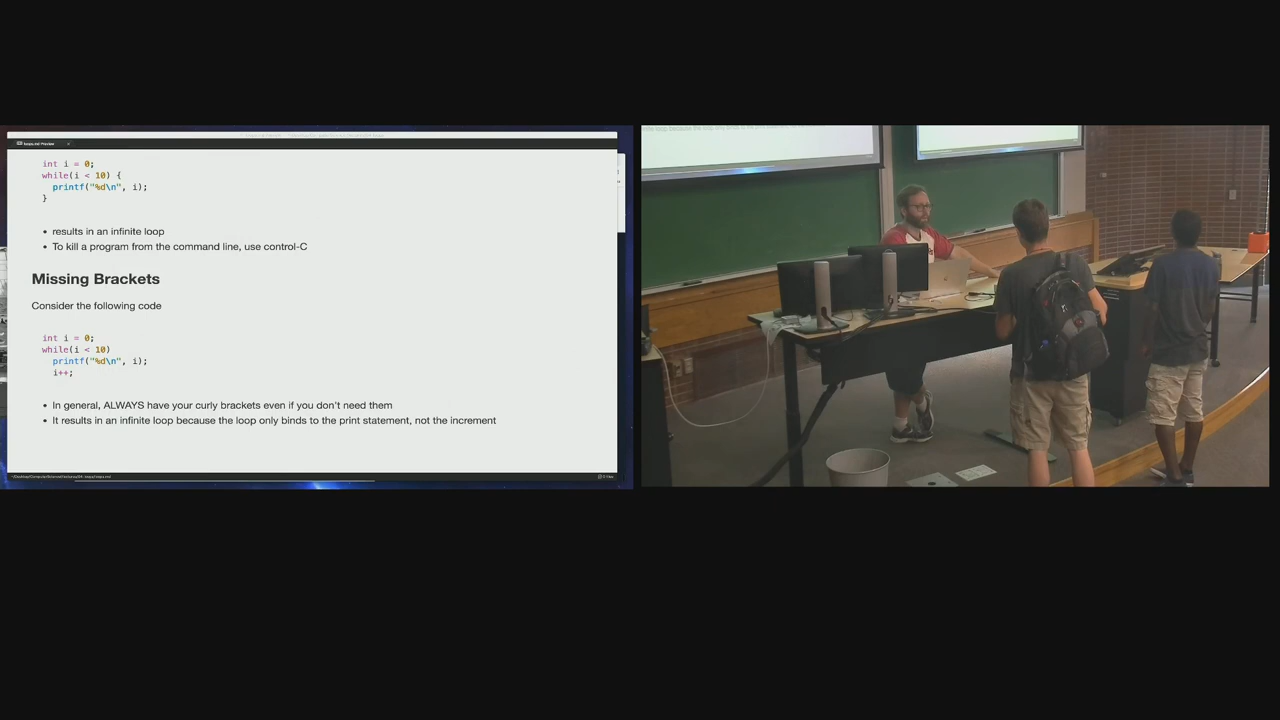 loops.md Preview
int i = 0;
while(i < 10) {
printf("%d\n", i);
}
• results in an infinite loop
• To kill a program from the command line, use control-C
Missing Brackets
Consider the following code
int i = 0;
while(i < 10)
printf("%d\n", i);
i++;
• In general, ALWAYS have your curly brackets even if you don't need them
• It results in an infinite loop because the loop only binds to the print statement, not the increment